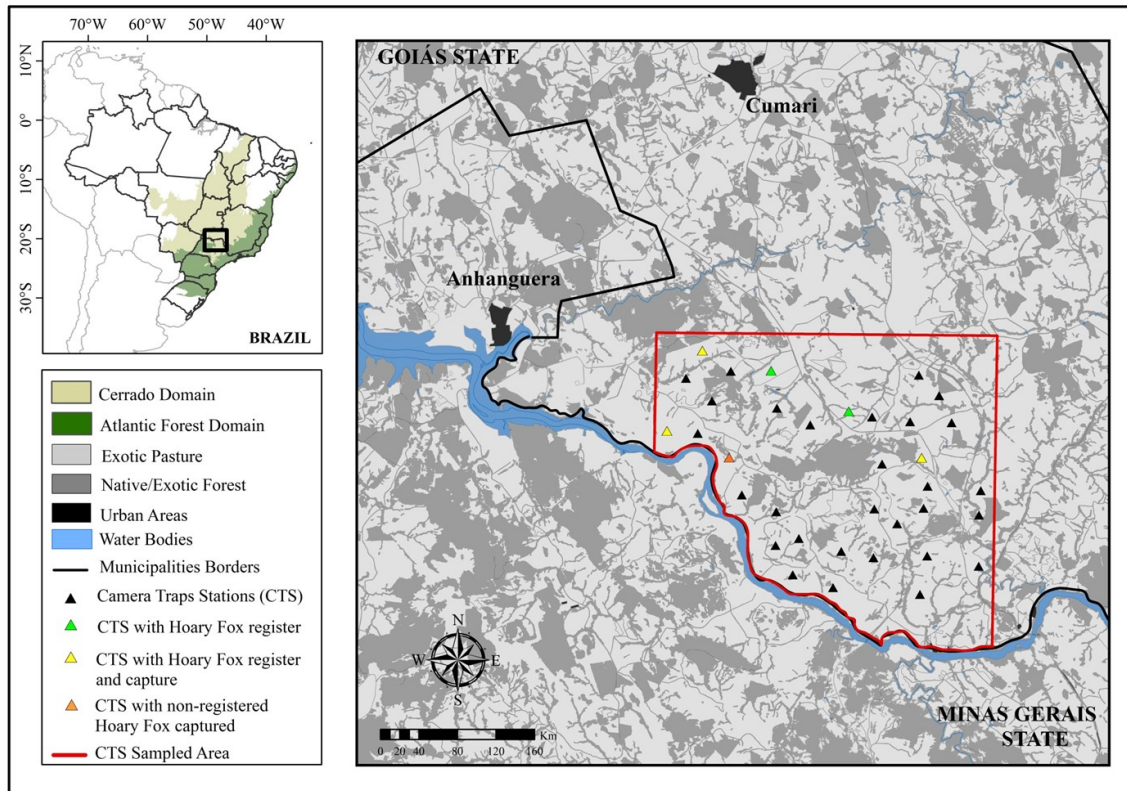 70°W 60°W 50°W 40°W
10°N
0°
10°S
20°S
30°S
BRAZIL
Cerrado Domain
Atlantic Forest Domain
Exotic Pasture
Native/Exotic Forest
Urban Areas
Water Bodies
Municipalities Borders
Camera Traps Stations (CTS)
CTS with Hoary Fox register
CTS with Hoary Fox register
and capture
CTS with non-registered
Hoary Fox captured
CTS Sampled Area
GOIÁS STATE
Cumari
Anhanguera
N
W E
S
Km
0 20 40 80 120 160
MINAS GERAIS
STATE